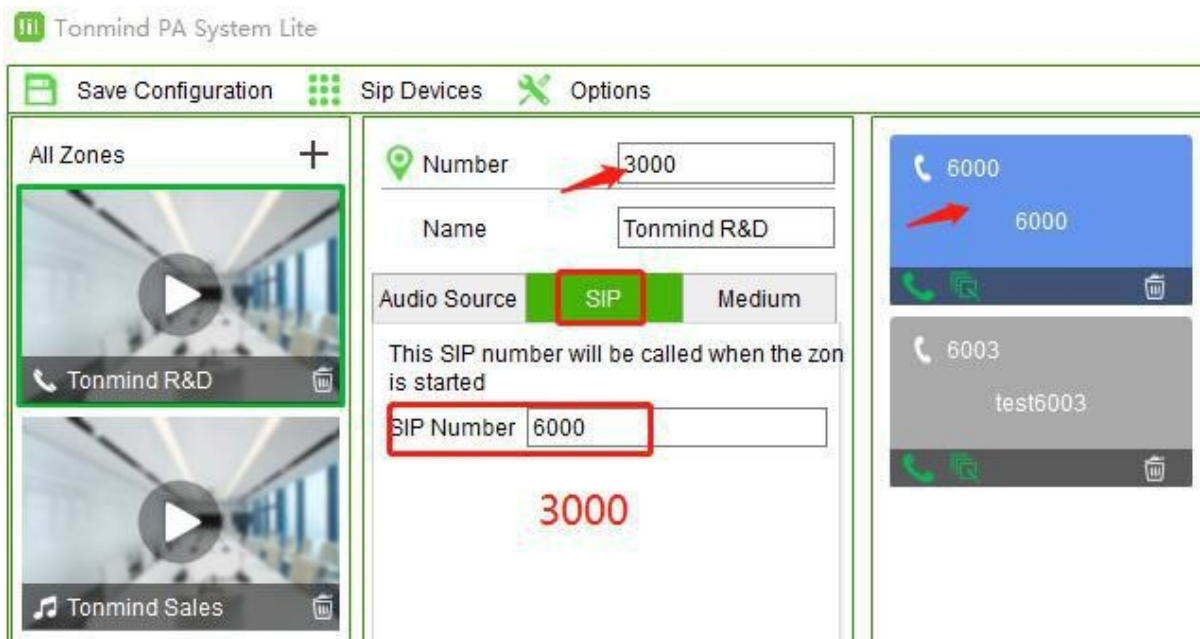 Tonmind PA System Lite
Save Configuration Sip Devices Options
All Zones
Tonmind R&D
Tonmind Sales
Number 3000
Name Tonmind R&D
Audio Source SIP Medium
This SIP number will be called when the zon
is started
SIP Number 6000
3000
6000
6000
6003
test6003